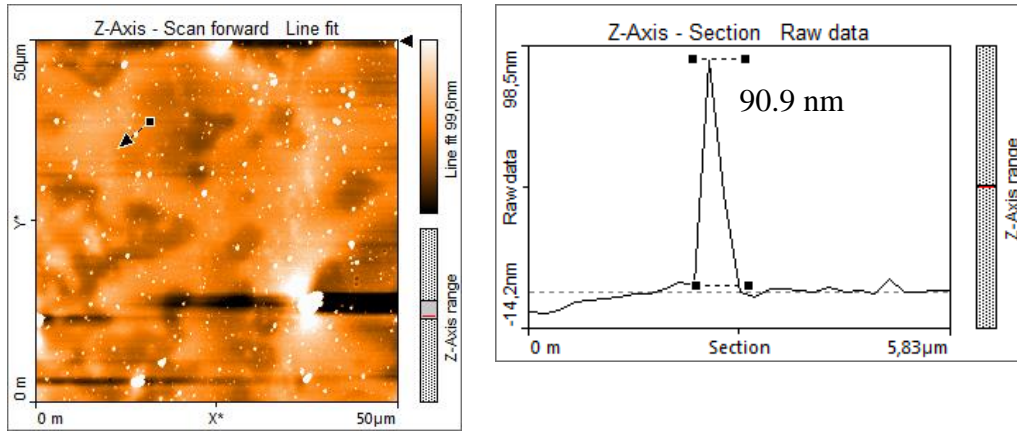 Z-Axis - Scan forward Line fit
50µm
Y*
0 m
0 m
X*
50µm
Line fit 99,6nm
Z-Axis range
Z-Axis - Section Raw data
98,5nm
Raw data
-14,2nm
90.9 nm
0 m
Section
5,83µm
Z-Axis range